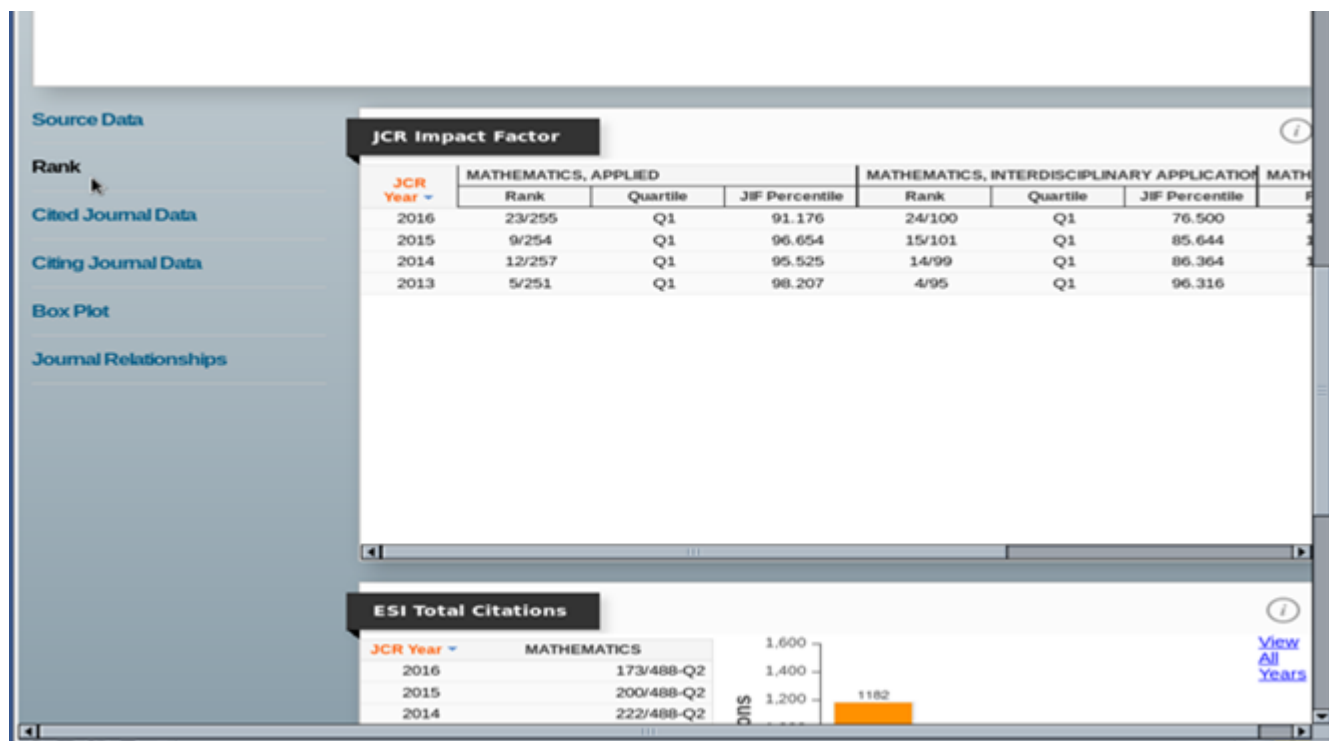 Source Data
Rank
Cited Journal Data
Citing Journal Data
Box Plot
Journal Relationships
JCR Impact Factor
i
JCR Year MATHEMATICS, APPLIED MATHEMATICS, INTERDISCIPLINARY APPLICATION MATH
Rank Quartile JIF Percentile Rank Quartile JIF Percentile
2016 23/255 Q1 91.176 24/100 Q1 76.500
2015 9/254 Q1 96.654 15/101 Q1 85.644
2014 12/257 Q1 95.525 14/99 Q1 86.364
2013 5/251 Q1 98.207 4/95 Q1 96.316
ESI Total Citations
i
JCR Year MATHEMATICS
2016 173/488-Q2
2015 200/488-Q2
2014 222/488-Q2
1,600
1,400
1,200
1182
View
All
Years